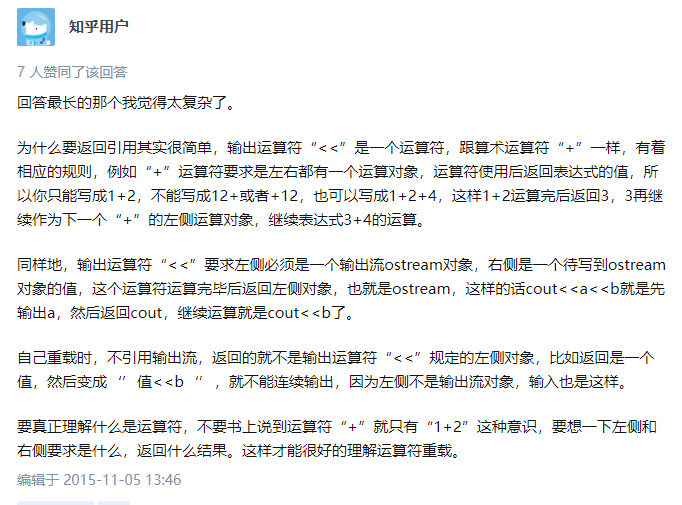 知乎用户
7 人赞同了该回答
回答最长的那个我觉得太复杂了。
为什么要返回引用其实很简单，输出运算符“<<”是一个运算符，跟算术运算符“+”一样，有着
相应的规则，例如“+”运算符要求是左右都有一个运算对象，运算符使用后返回表达式的值，所
以你只能写成1+2，不能写成12+或者+12，也可以写成1+2+4，这样1+2运算完后返回3，3再继
续作为下一个“+”的左侧运算对象，继续表达式3+4的运算。
同样地，输出运算符“<<”要求左侧必须是一个输出流ostream对象，右侧是一个待写到ostream
对象的值，这个运算符运算完毕后返回左侧对象，也就是ostream，这样的话cout<<a<<b就是先
输出a，然后返回cout，继续运算就是cout<<b了。
自己重载时，不引用输出流，返回的就不是输出运算符“<<”规定的左侧对象，比如返回是一个
值，然后变成 ‘’ 值<<b ‘’ ，就不能连续输出，因为左侧不是输出流对象，输入也是这样。
要真正理解什么是运算符，不要书上说到运算符“+”就只有“1+2”这种意识，要想一下左侧和
右侧要求是什么，返回什么结果。这样才能很好的理解运算符重载。
编辑于 2015-11-05 13:46